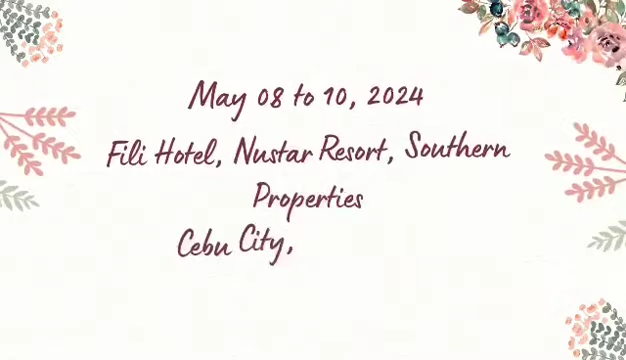 May 08 to 10, 2024
Fili Hotel, Nustar Resort, Southern
Properties
Cebu City,